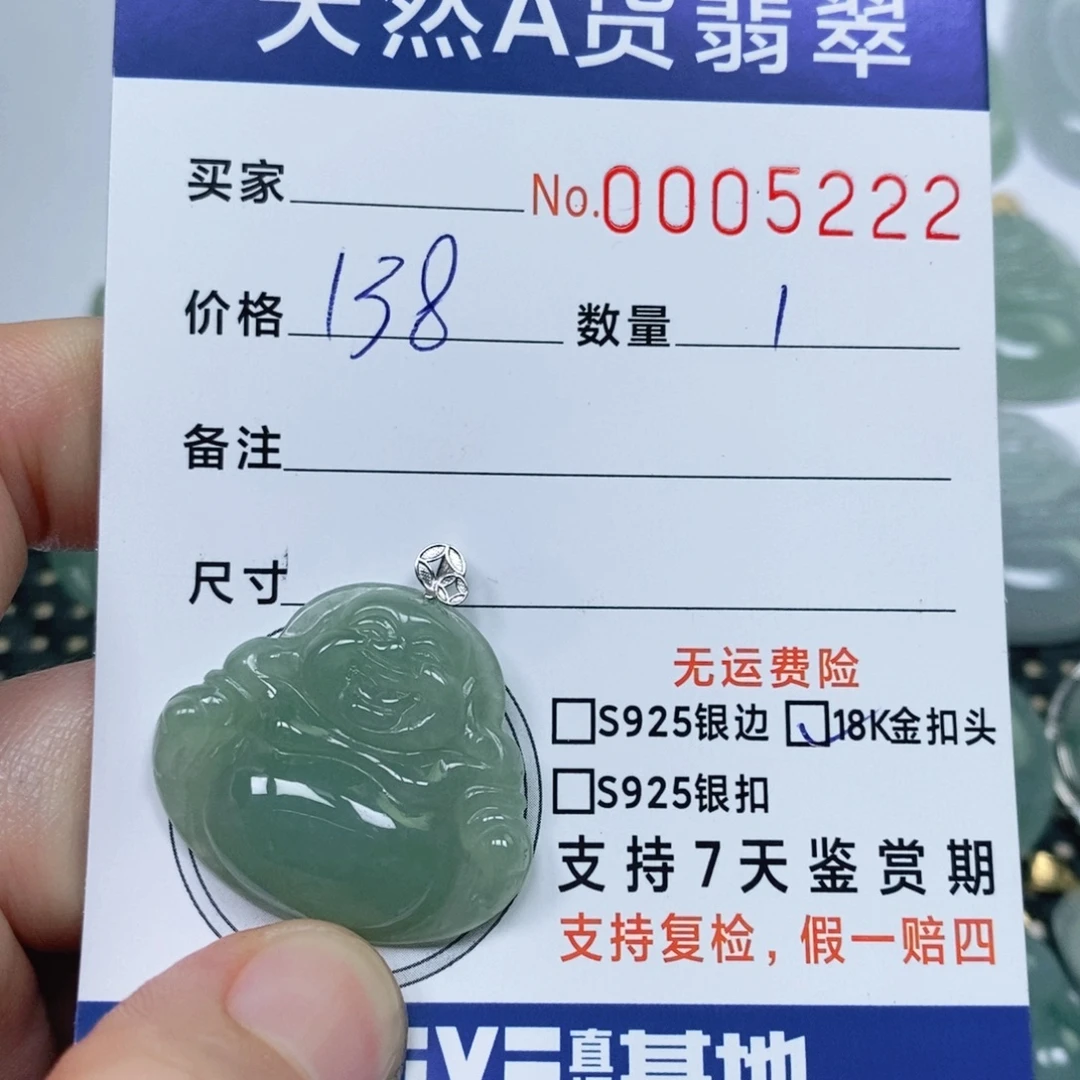 天然A货翡翠
买家 No.0005222
价格 138 数量 1
备注
尺寸
无运费险
S925银边 18K金扣头
S925银扣
支持7天鉴赏期
支持复检，假一赔四
基地